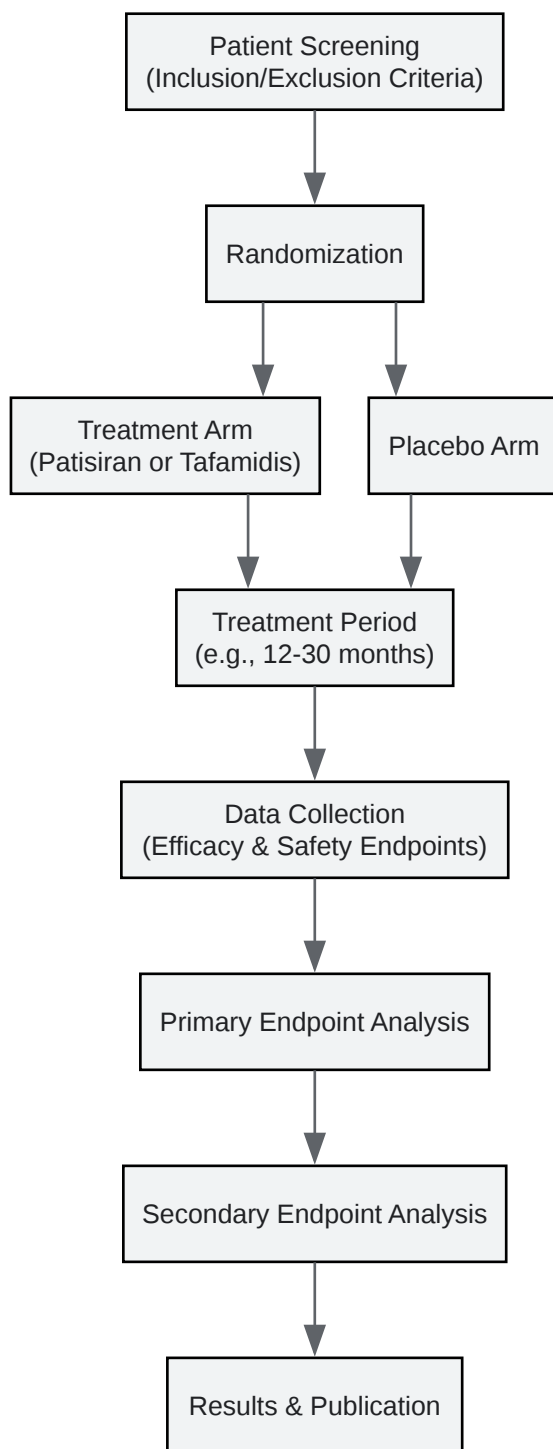 Patient Screening
(Inclusion/Exclusion Criteria)
Randomization
Treatment Arm
(Patisiran or Tafamidis)
Placebo Arm
Treatment Period
(e.g., 12-30 months)
Data Collection
(Efficacy & Safety Endpoints)
Primary Endpoint Analysis
Secondary Endpoint Analysis
Results & Publication